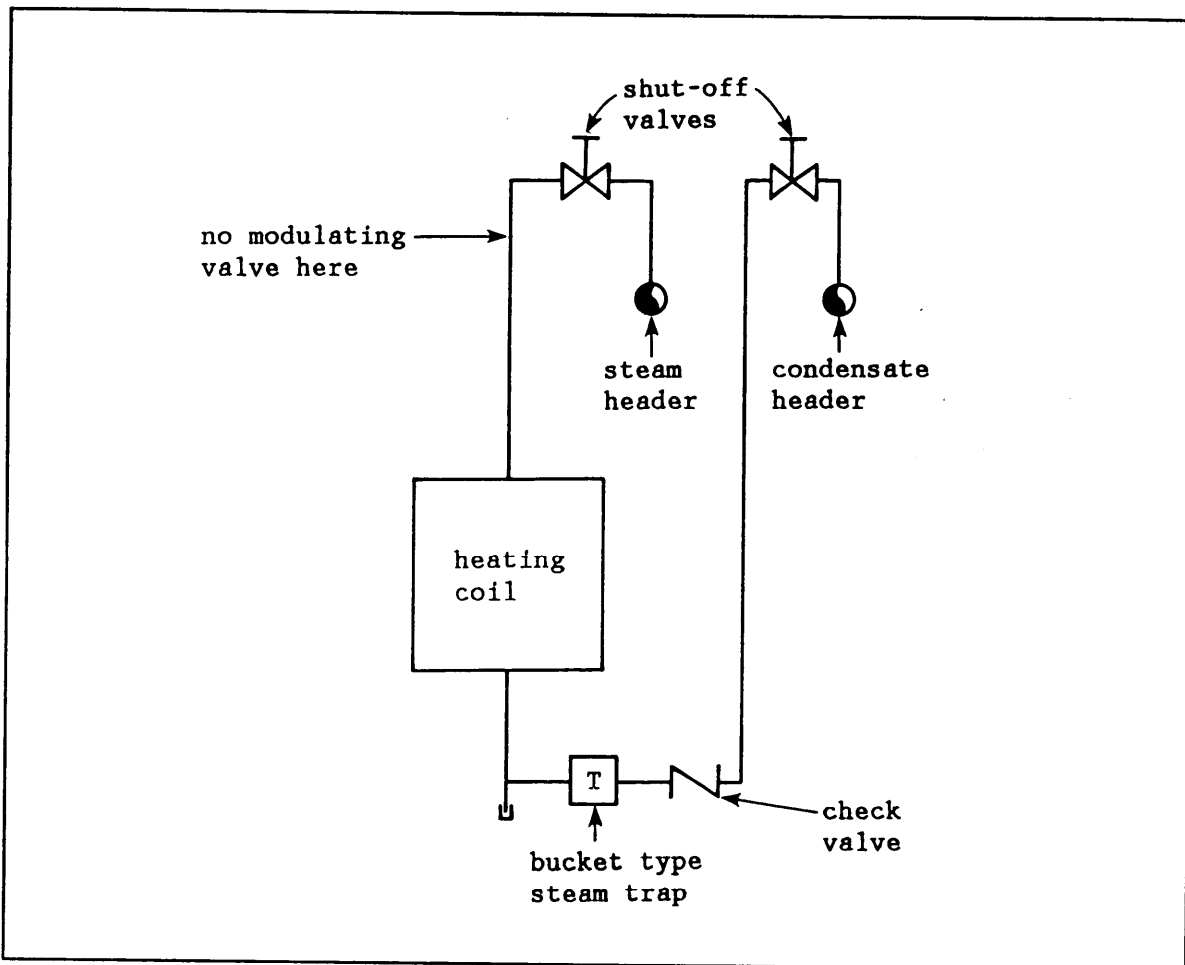 shut-off
valves
no modulating
valve here
steam
header
condensate
header
heating
coil
T
check
valve
bucket type
steam trap